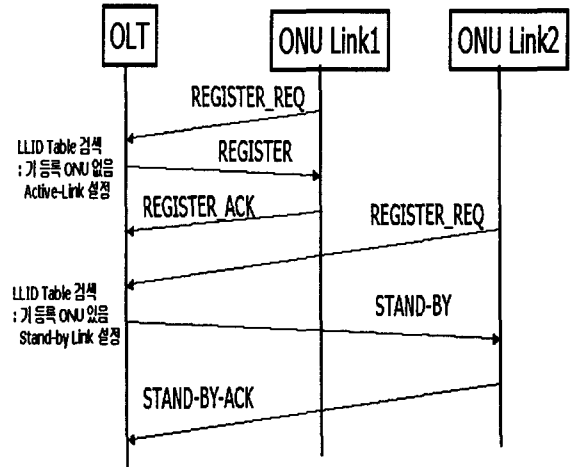 OLT
ONU Link1
ONU Link2
REGISTER_REQ
LLID Table 검색
: 기 등록 ONU 없음
Active-Link 설정
REGISTER
REGISTER_ACK
REGISTER_REQ
LLID Table 검색
: 기 등록 ONU 있음
Stand-by Link 설정
STAND-BY
STAND-BY-ACK